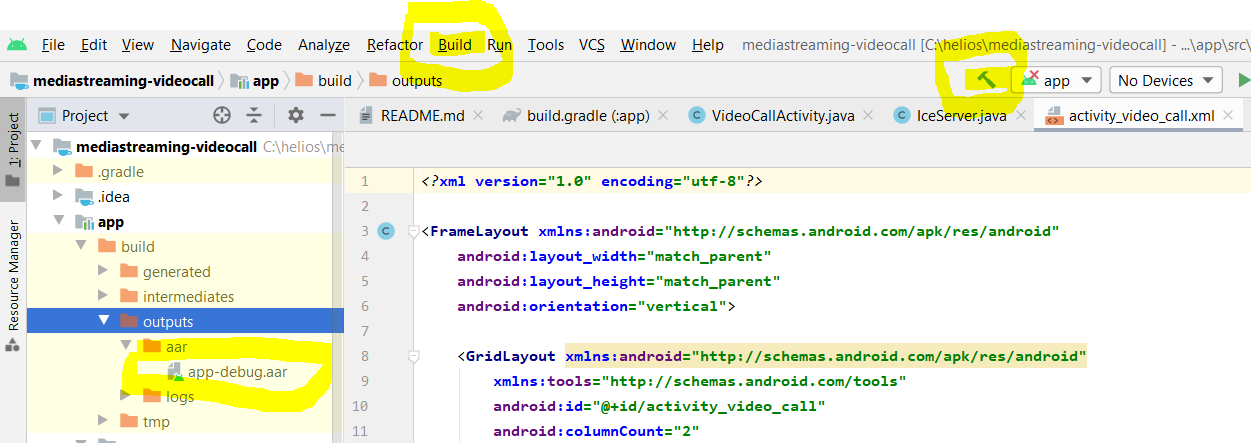 File Edit View Navigate Code Analyze Refactor Build Run Tools VCS Window Help mediastreaming-videocall [C:\helios\mediastreaming-videocall] - ...\app\src\
mediastreaming-videocall app build outputs app No Devices
1: Project
Resource Manager
Project
README.md build.gradle (:app) VideoCallActivity.java IceServer.java activity_video_call.xml
mediastreaming-videocall C:\helios\me
.gradle
.idea
app
build
generated
intermediates
outputs
aar
app-debug.aar
logs
tmp
1 <?xml version="1.0" encoding="utf-8"?>
2
3 <FrameLayout xmlns:android="http://schemas.android.com/apk/res/android"
4 android:layout_width="match_parent"
5 android:layout_height="match_parent"
6 android:orientation="vertical">
7
8 <GridLayout xmlns:android="http://schemas.android.com/apk/res/android"
9 xmlns:tools="http://schemas.android.com/tools"
10 android:id="@+id/activity_video_call"
11 android:columnCount="2"